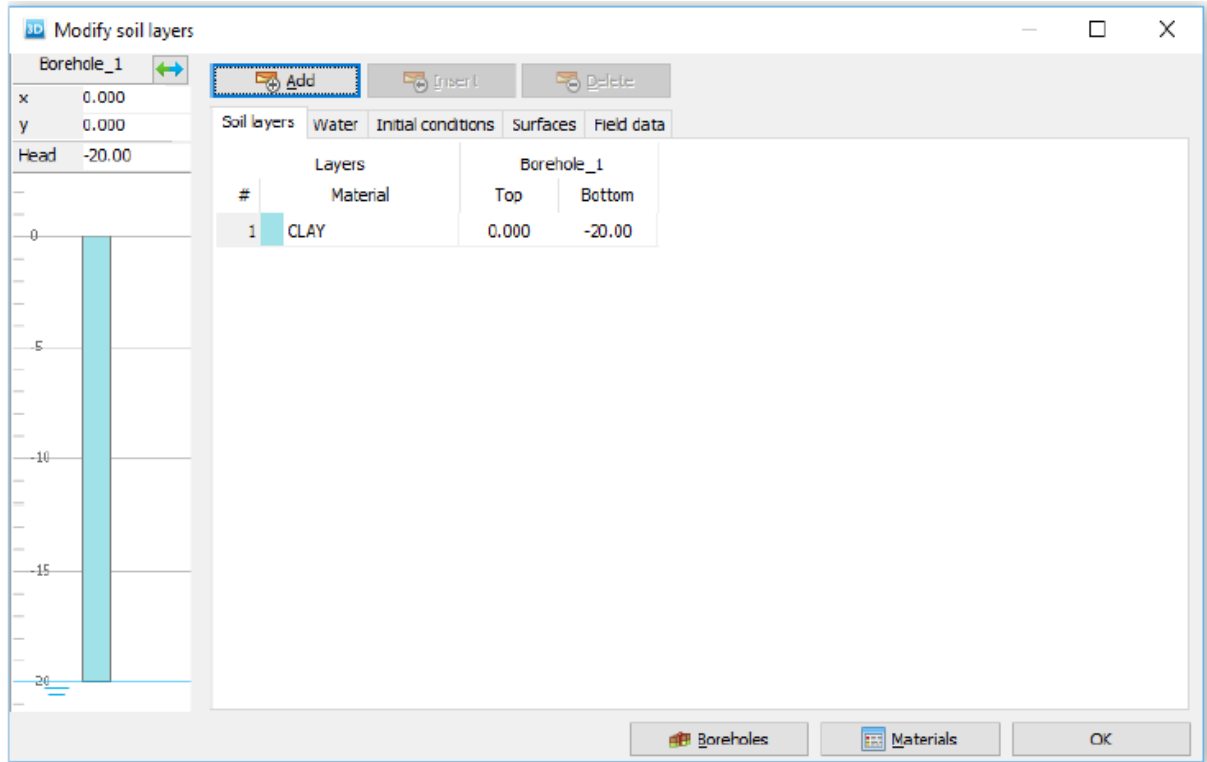 3D Modify soil layers
Borehole_1
x 0.000
y 0.000
Head -20.00
0
-5
-10
-15
-20
Add Insert Delete
Soil layers Water Initial conditions Surfaces Field data
Layers Borehole_1
# Material Top Bottom
1 CLAY 0.000 -20.00
Boreholes Materials OK